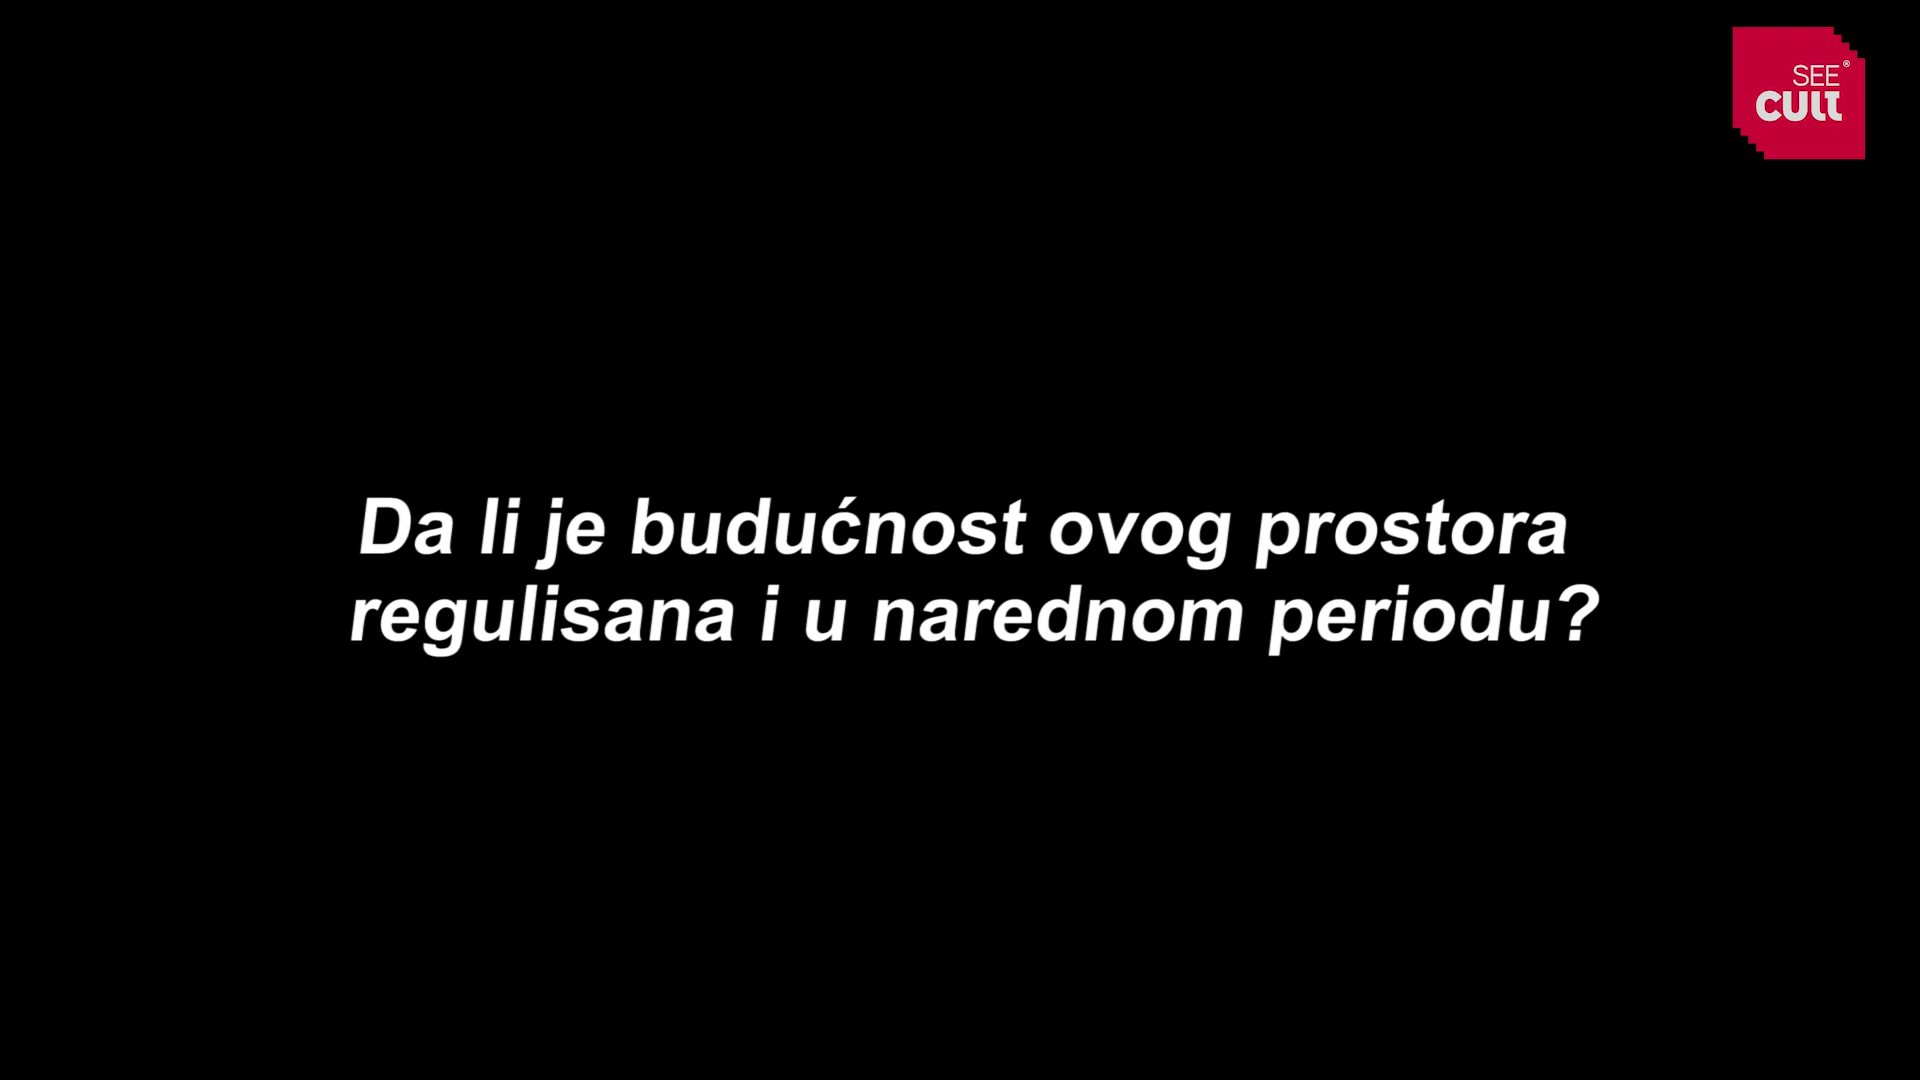 SEE®
CULT
Da li je budućnost ovog prostora
regulisana i u narednom periodu?